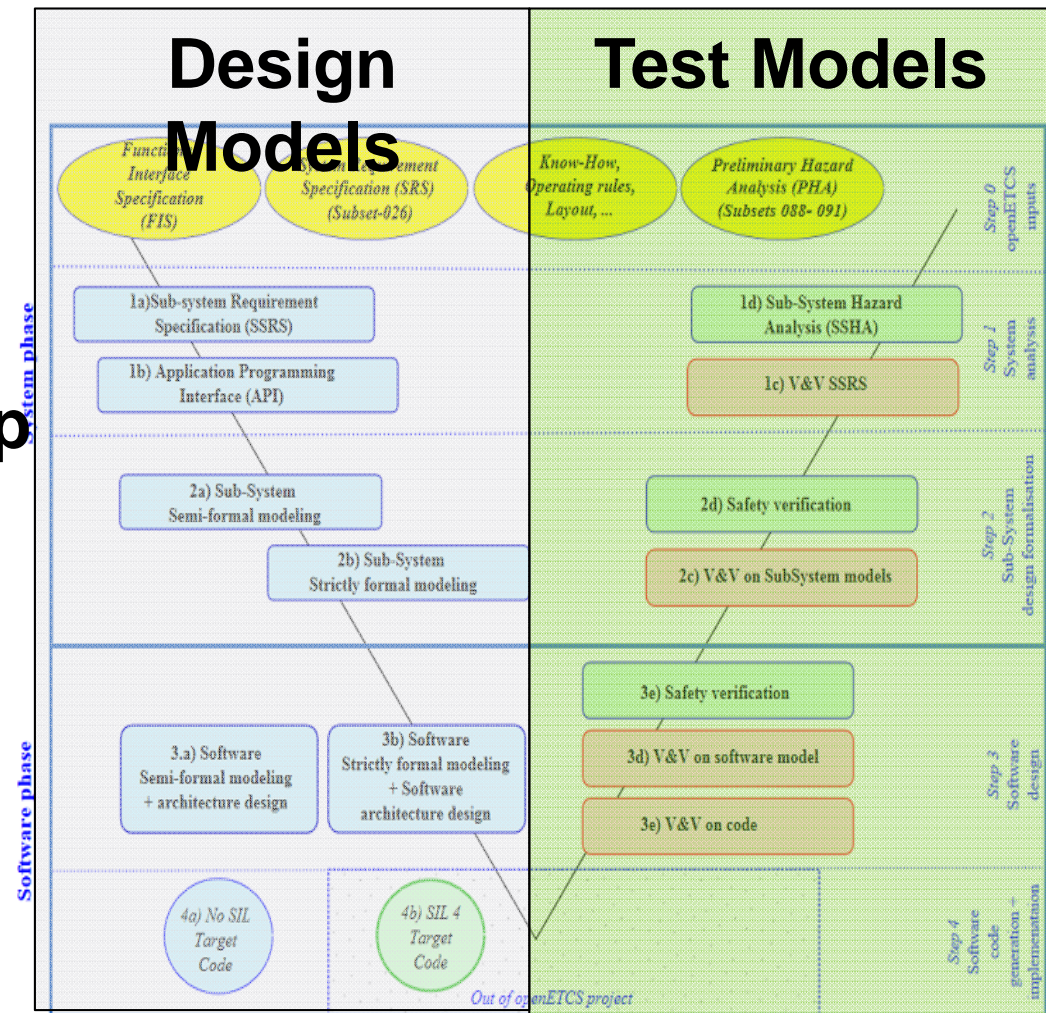 Design
Models
Test Models
Interface
Specification
(FIS)
Specification (SRS)
(Subset-026)
Know-How,
Operating rules,
Layout, ...
Preliminary Hazard
Analysis (PHA)
(Subsets 088- 091)
Step 0
openETCS
inputs
System phase
1a)Sub-system Requirement
Specification (SSRS)
1b) Application Programming
Interface (API)
1d) Sub-System Hazard
Analysis (SSHA)
1c) V&V SSRS
Step 1
System
analysis
p
2a) Sub-System
Semi-formal modeling
2b) Sub-System
Strictly formal modeling
2d) Safety verification
2c) V&V on SubSystem models
Step 2
Sub-System
design formalisation
Software phase
3.a) Software
Semi-formal modeling
+ architecture design
3b) Software
Strictly formal modeling
+ Software
architecture design
3e) Safety verification
3d) V&V on software model
3e) V&V on code
Step 3
Software
design
4a) No SIL
Target
Code
4b) SIL 4
Target
Code
Out of openETCS project
Step 4
Software
code
generation +
implemenataion